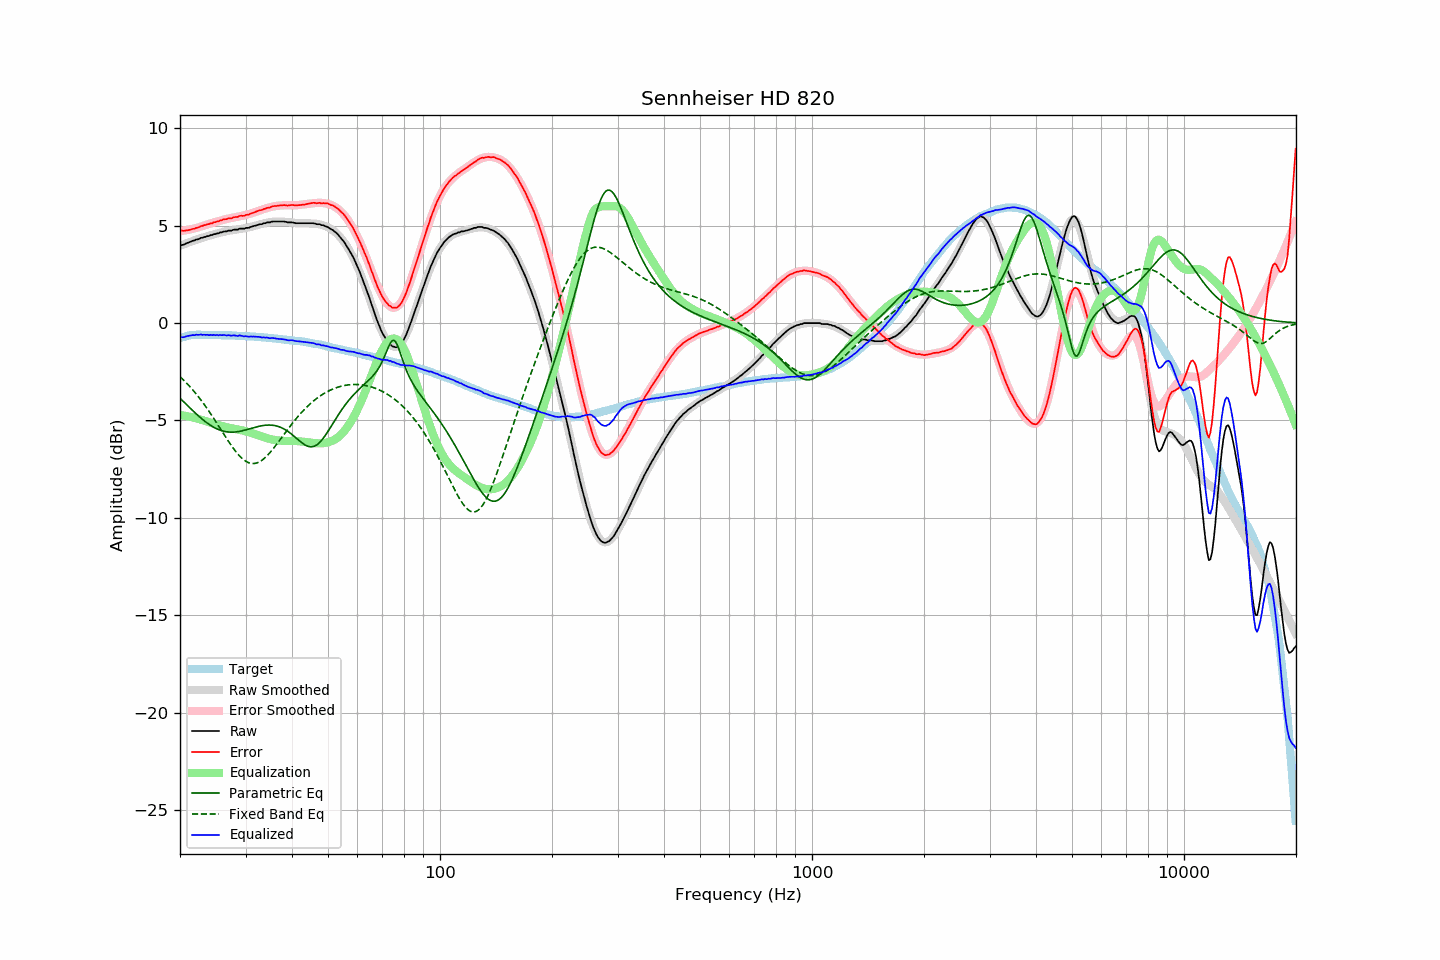 Sennheiser HD 820
Amplitude (dBr)
10
5
0
−5
−10
−15
−20
−25
Target
Raw Smoothed
Error Smoothed
Raw
Error
Equalization
Parametric Eq
Fixed Band Eq
Equalized
100
1000
10000
Frequency (Hz)